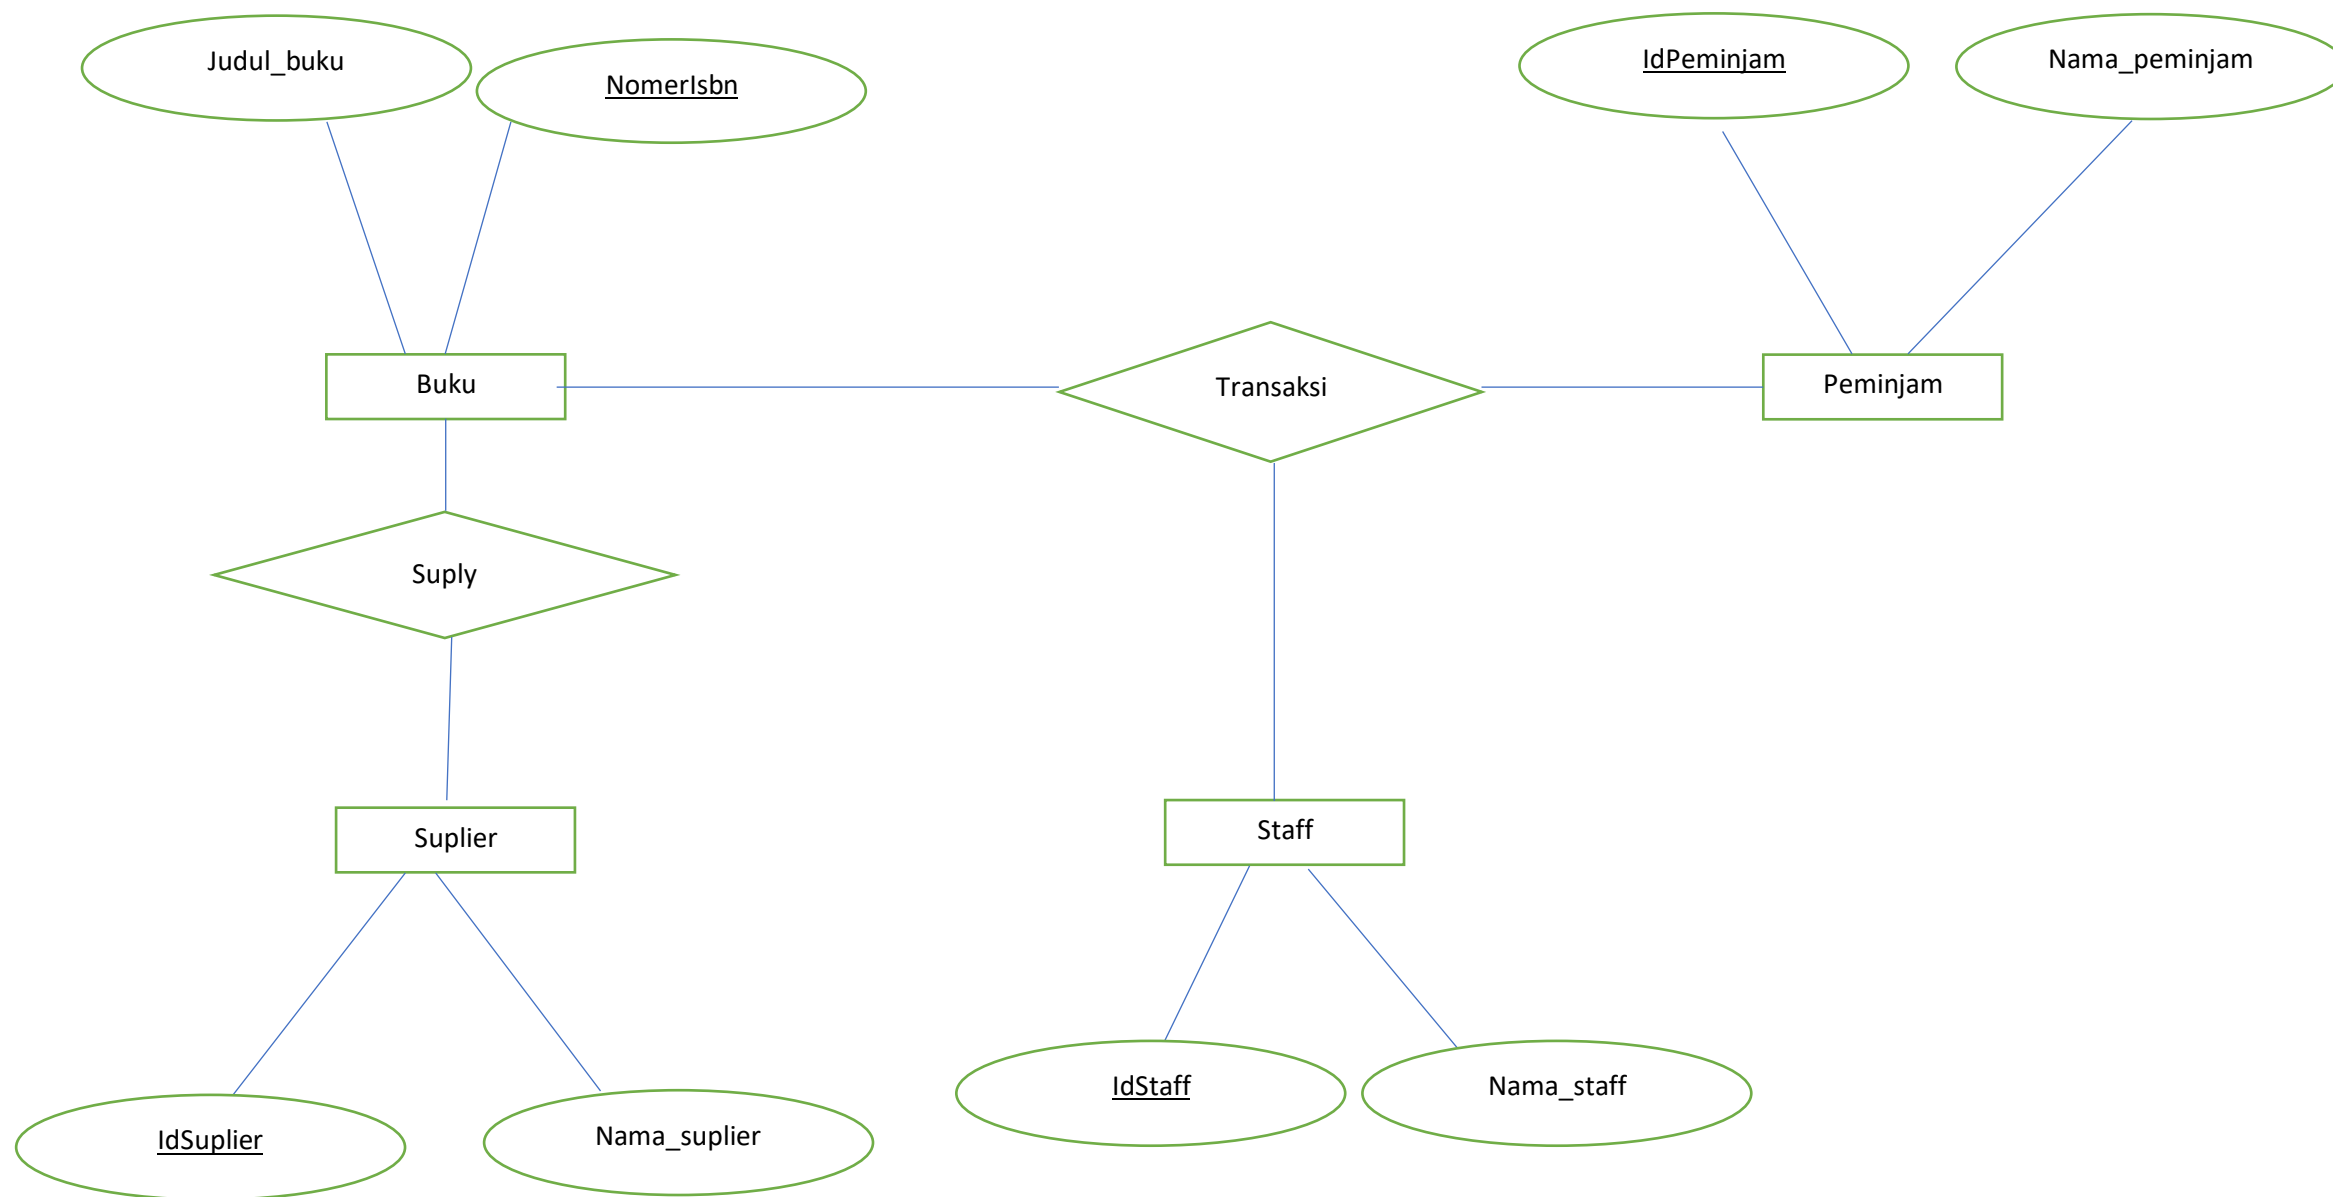 Judul_buku
NomerIsbn
IdPeminjam
Nama_peminjam
Buku
Transaksi
Peminjam
Suply
Suplier
Staff
IdSuplier
Nama_suplier
IdStaff
Nama_staff